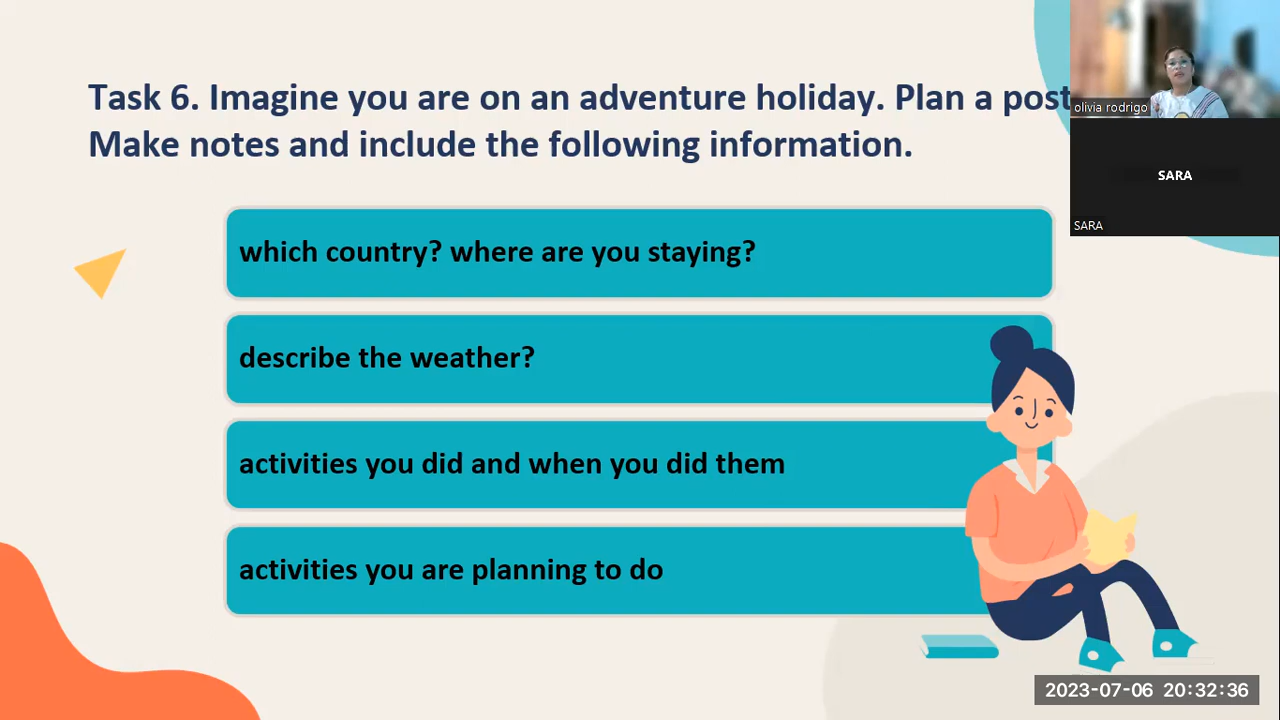 Task 6. Imagine you are on an adventure holiday. Plan a post
Make notes and include the following information.
which country? where are you staying?
describe the weather?
activities you did and when you did them
activities you are planning to do
olivia rodrigo
SARA
SARA
2023-07-06 20:32:36